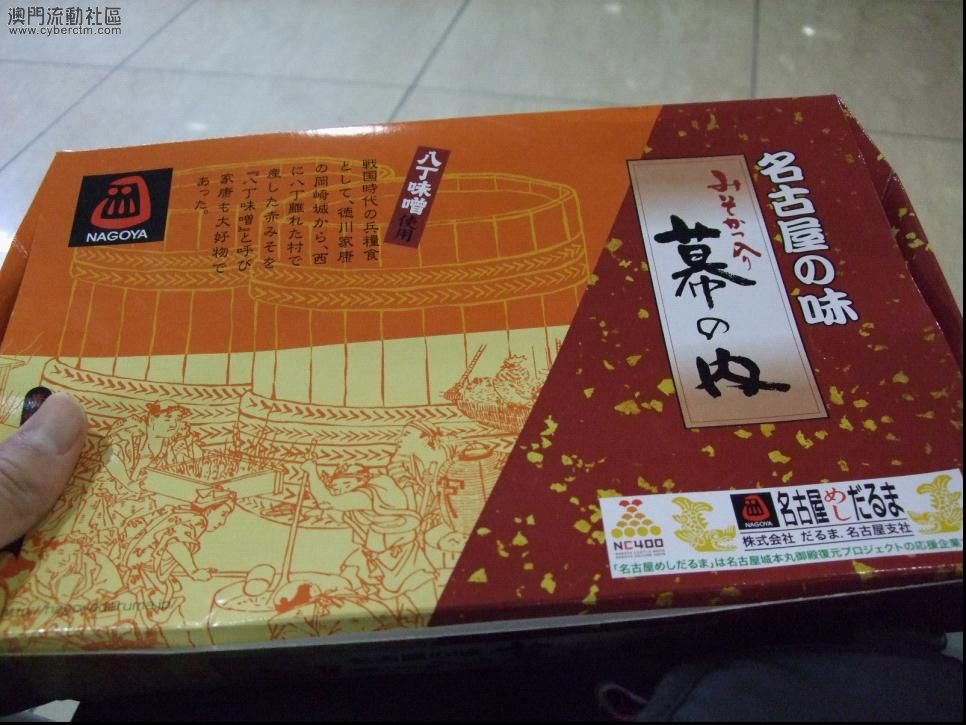 澳門流動社區
www.cyberctm.com
名古屋の味
みそかつ入り
幕の内
八丁味噌使用
戦国時代の兵糧食
として、徳川家康
の岡崎城から、西
に八丁離れた村で
産した赤みそを
『八丁味噌』と呼び
家康も大好物で
あった。
NAGOYA
NC400
NAGOYA
名古屋めしだるま
株式会社 だるま.名古屋支社
「名古屋めしだるま」は名古屋城本丸御殿復元プロジェクトの応援企業
http://nagoyadaruma.jp/